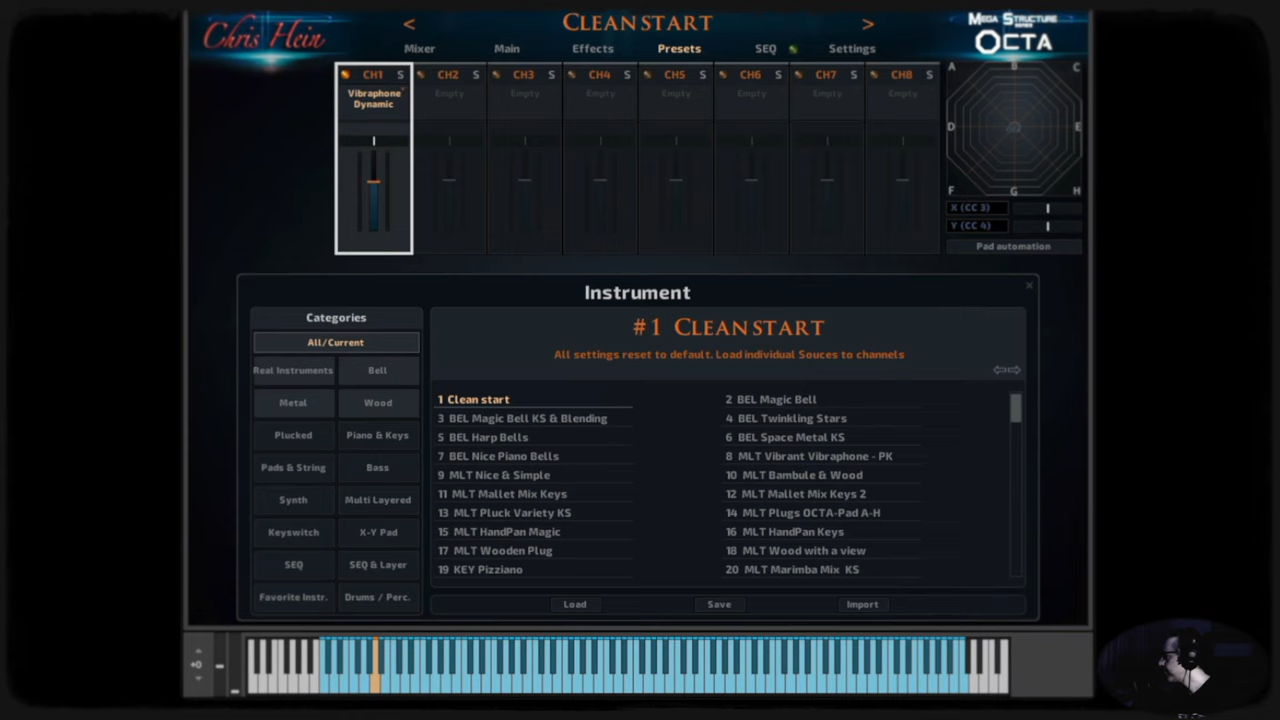 Chris Hein
< CLEAN START >
MEGA STRUCTURE
OCTA
Mixer Main Effects Presets SEQ Settings
CH1 S CH2 S CH3 S CH4 S CH5 S CH6 S CH7 S CH8 S
Vibraphone Dynamic
Empty Empty Empty Empty Empty Empty Empty
A B C
D E
F G H
X (CC 3)
Y (CC 4)
Pad automation
Instrument
Categories
All/Current
Real Instruments Bell
Metal Wood
Plucked Piano & Keys
Pads & String Bass
Synth Multi Layered
Keyswitch X-Y Pad
SEQ SEQ & Layer
Favorite Instr. Drums / Perc.
#1 CLEAN START
All settings reset to default. Load individual Souces to channels
1 Clean start 2 BEL Magic Bell
3 BEL Magic Bell KS & Blending 4 BEL Twinkling Stars
5 BEL Harp Bells 6 BEL Space Metal KS
7 BEL Nice Piano Bells 8 MLT Vibrant Vibraphone - PK
9 MLT Nice & Simple 10 MLT Bambule & Wood
11 MLT Mallet Mix Keys 12 MLT Mallet Mix Keys 2
13 MLT Pluck Variety KS 14 MLT Plugs OCTA-Pad A-H
15 MLT HandPan Magic 16 MLT HandPan Keys
17 MLT Wooden Plug 18 MLT Wood with a view
19 KEY Pizziano 20 MLT Marimba Mix KS
Load Save Import
+0